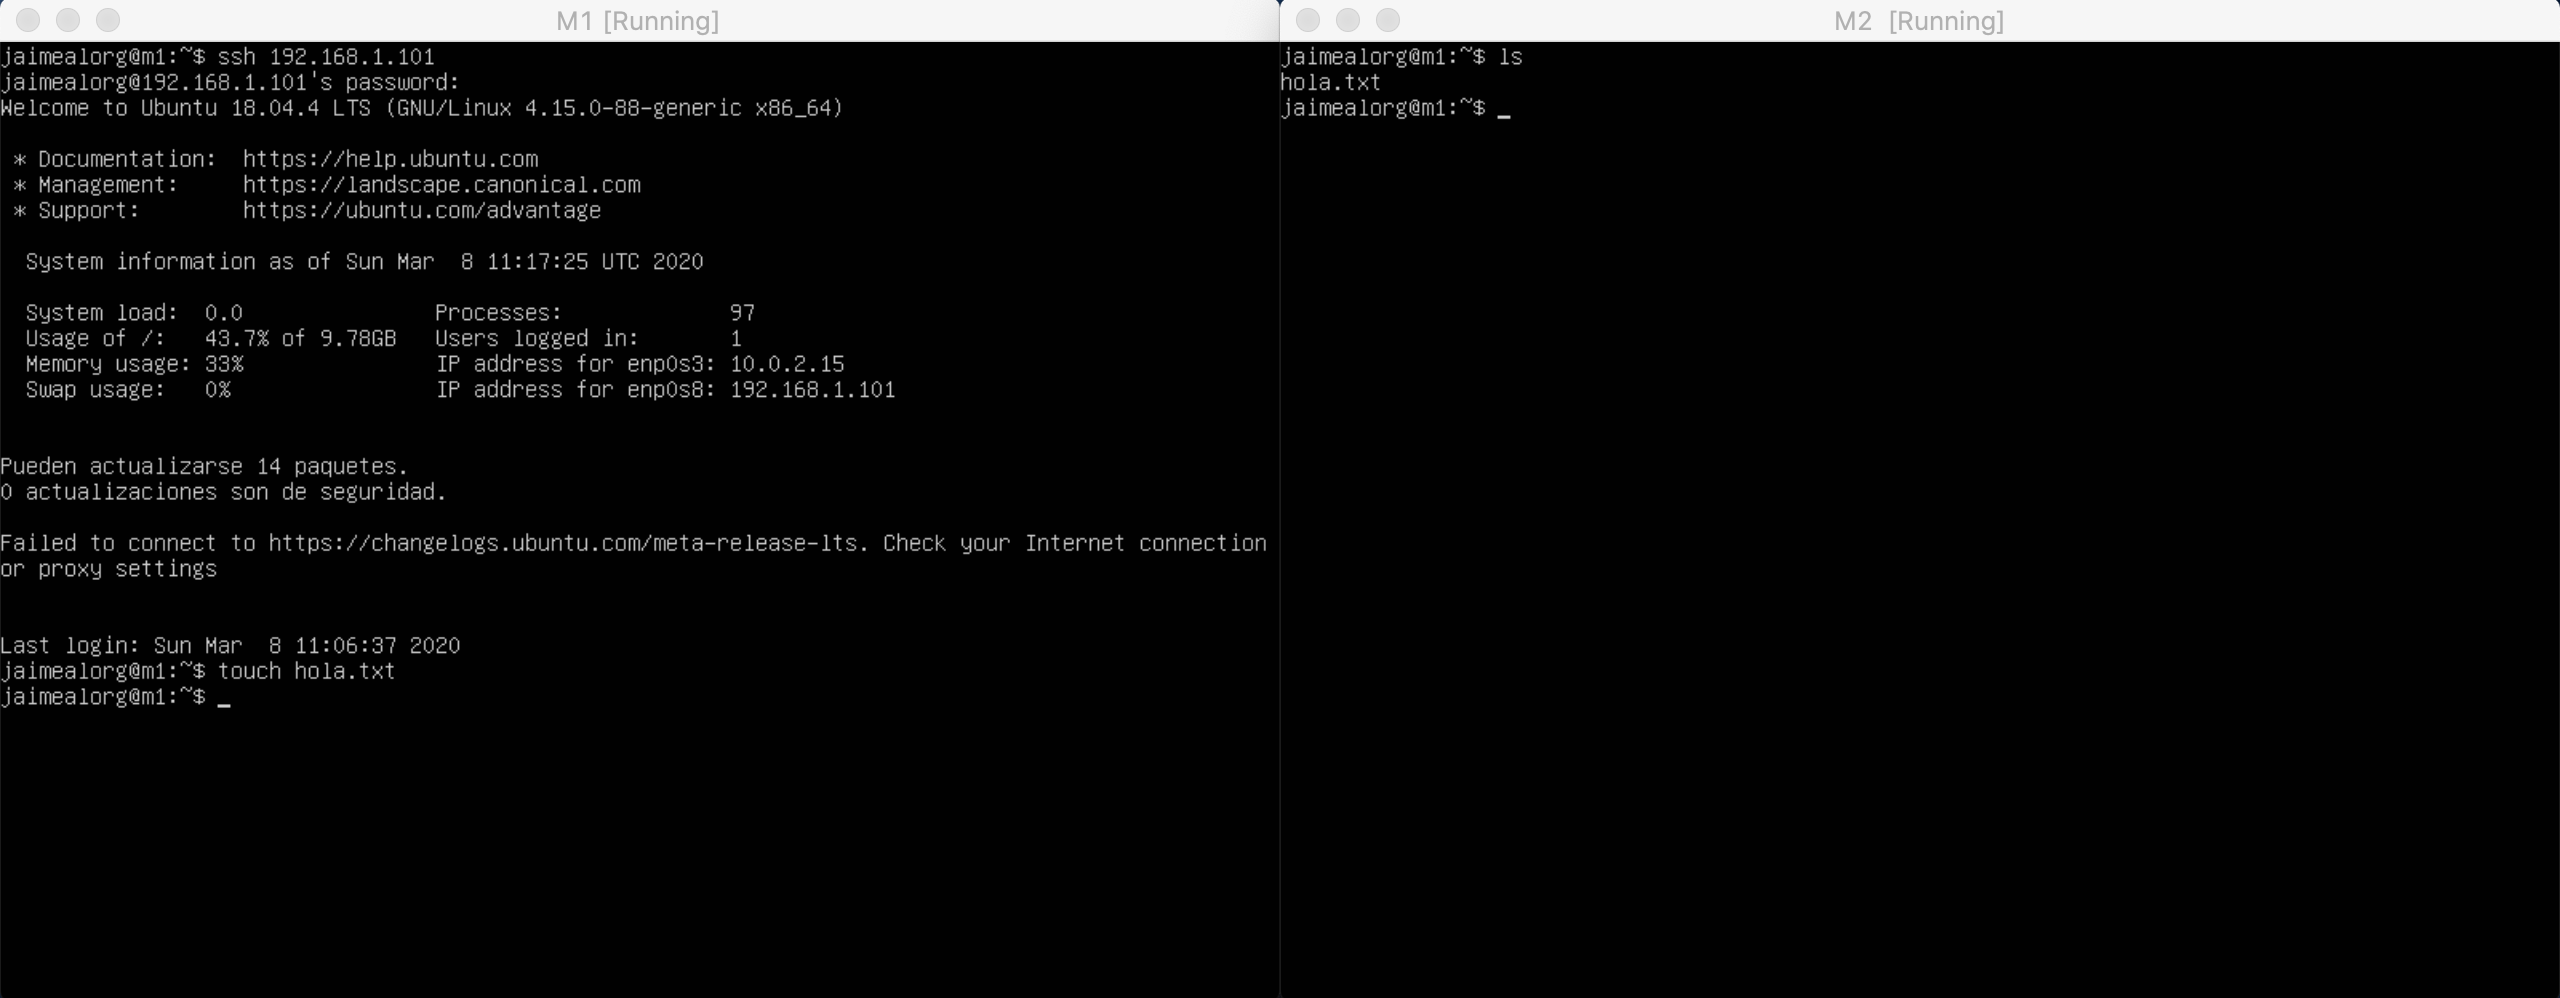 M1 [Running]
jaimealorg@m1:~$ ssh 192.168.1.101
jaimealorg@192.168.1.101's password:
Welcome to Ubuntu 18.04.4 LTS (GNU/Linux 4.15.0-88-generic x86_64)
* Documentation:  https://help.ubuntu.com
* Management:     https://landscape.canonical.com
* Support:        https://ubuntu.com/advantage
System information as of Sun Mar  8 11:17:25 UTC 2020
System load:  0.0               Processes:             97
Usage of /:   43.7% of 9.78GB   Users logged in:       1
Memory usage: 33%               IP address for enp0s3: 10.0.2.15
Swap usage:   0%                IP address for enp0s8: 192.168.1.101
Pueden actualizarse 14 paquetes.
0 actualizaciones son de seguridad.
Failed to connect to https://changelogs.ubuntu.com/meta-release-lts. Check your Internet connection
or proxy settings
Last login: Sun Mar  8 11:06:37 2020
jaimealorg@m1:~$ touch hola.txt
jaimealorg@m1:~$ _
M2  [Running]
jaimealorg@m1:~$ ls
hola.txt
jaimealorg@m1:~$ _